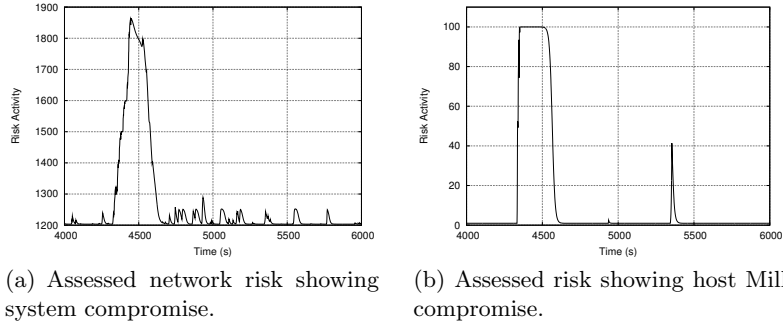 1900
1800
1700
1600
1500
1400
1300
1200
Risk Activity
4000 4500 5000 5500 6000
Time (s)
100
80
60
40
20
0
Risk Activity
4000 4500 5000 5500 6000
Time (s)
(a) Assessed network risk showing
system compromise.
(b) Assessed risk showing host Mill
compromise.